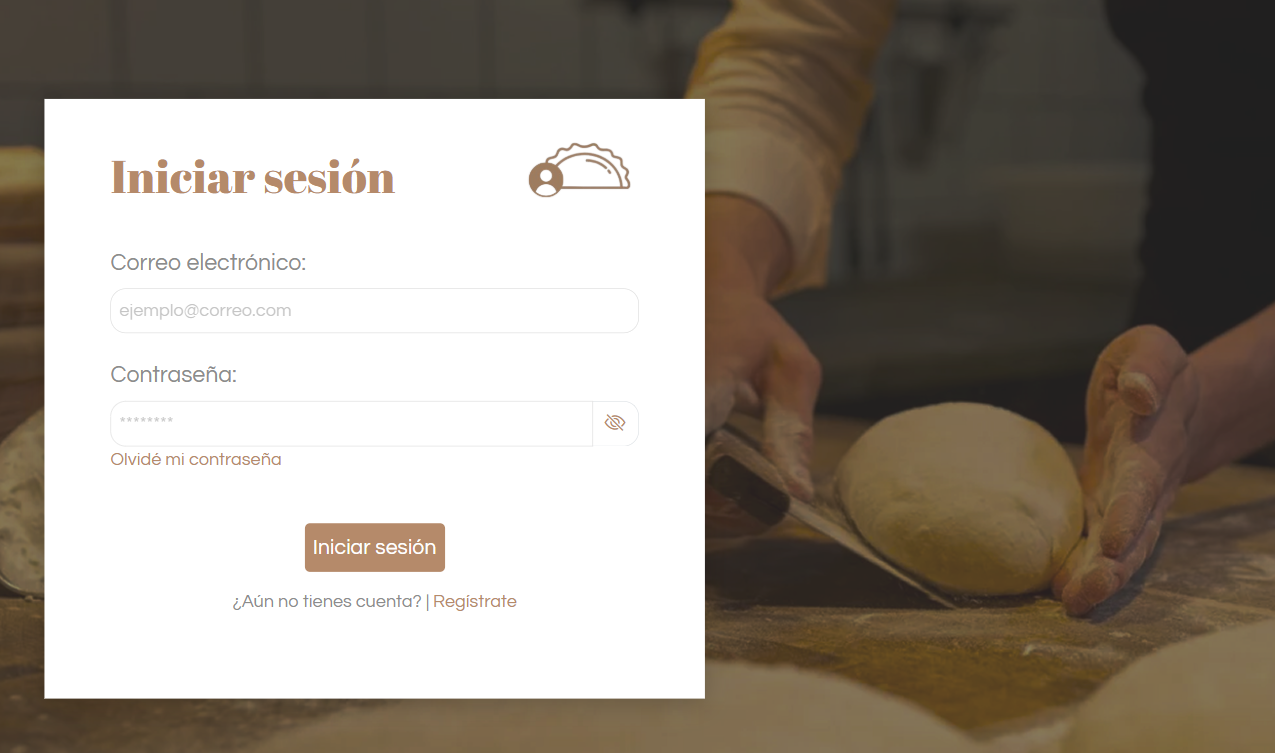 Iniciar sesión
Correo electrónico:
ejemplo@correo.com
Contraseña:
********
Olvidé mi contraseña
Iniciar sesión
¿Aún no tienes cuenta? | Regístrate